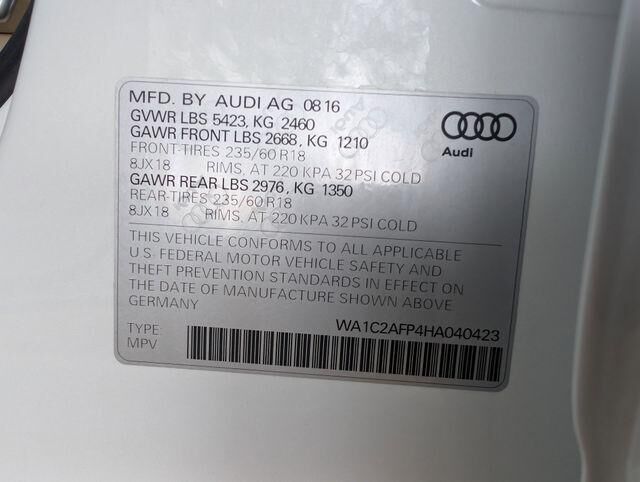 MFD. BY AUDI AG 08 16
GVWR LBS 5423, KG 2460
GAWR FRONT LBS 2668, KG 1210
FRONT-TIRES 235/60 R18
8JX18 RIMS, AT 220 KPA 32 PSI COLD
GAWR REAR LBS 2976, KG 1350
REAR-TIRES 235/60 R18
8JX18 RIMS, AT 220 KPA 32 PSI COLD
Audi
THIS VEHICLE CONFORMS TO ALL APPLICABLE
U.S. FEDERAL MOTOR VEHICLE SAFETY AND
THEFT PREVENTION STANDARDS IN EFFECT ON
THE DATE OF MANUFACTURE SHOWN ABOVE
GERMANY
WA1C2AFP4HA040423
TYPE:
MPV